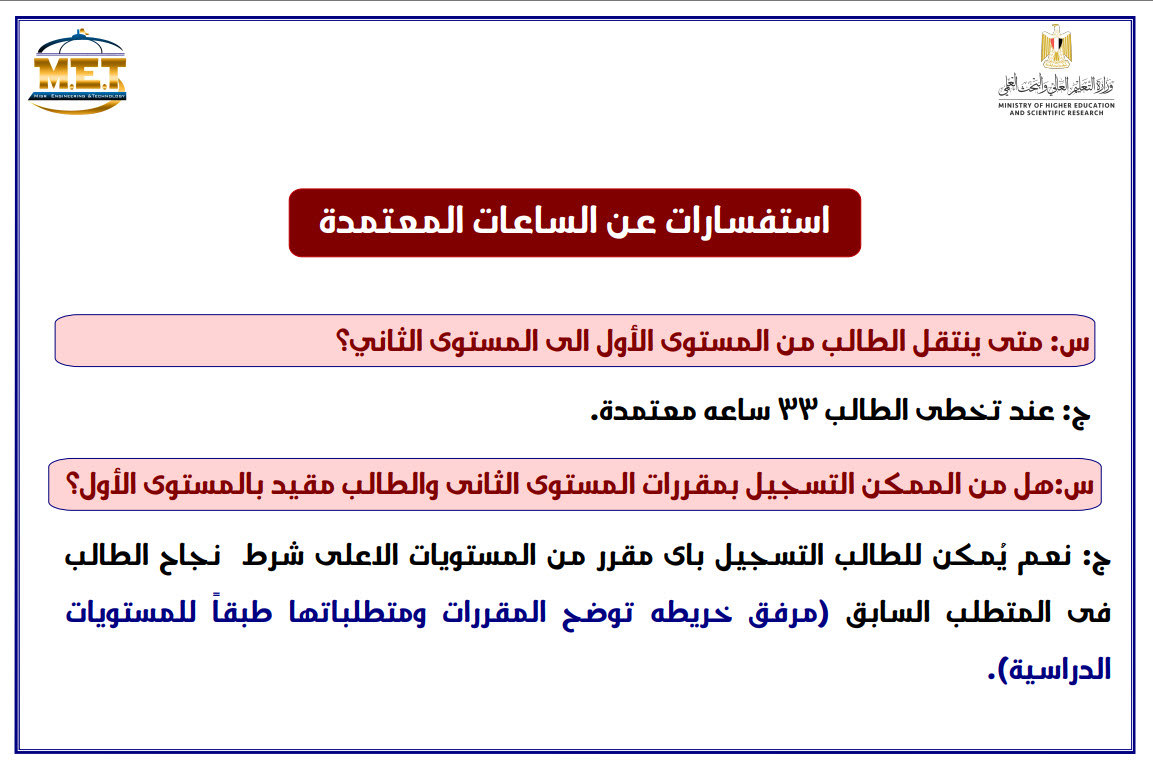 M.E.T
Misr Engineering &Technology
وزارة التعليم العالي والبحث العلمي
MINISTRY OF HIGHER EDUCATION
AND SCIENTIFIC RESEARCH
استفسارات عن الساعات المعتمدة
س: متى ينتقل الطالب من المستوى الأول الى المستوى الثاني؟
ج: عند تخطى الطالب ٣٣ ساعه معتمدة.
س:هل من الممكن التسجيل بمقررات المستوى الثانى والطالب مقيد بالمستوى الأول؟
ج: نعم يُمكن للطالب التسجيل باى مقرر من المستويات الاعلى شرط نجاح الطالب
فى المتطلب السابق (مرفق خريطه توضح المقررات ومتطلباتها طبقاً للمستويات
الدراسية).